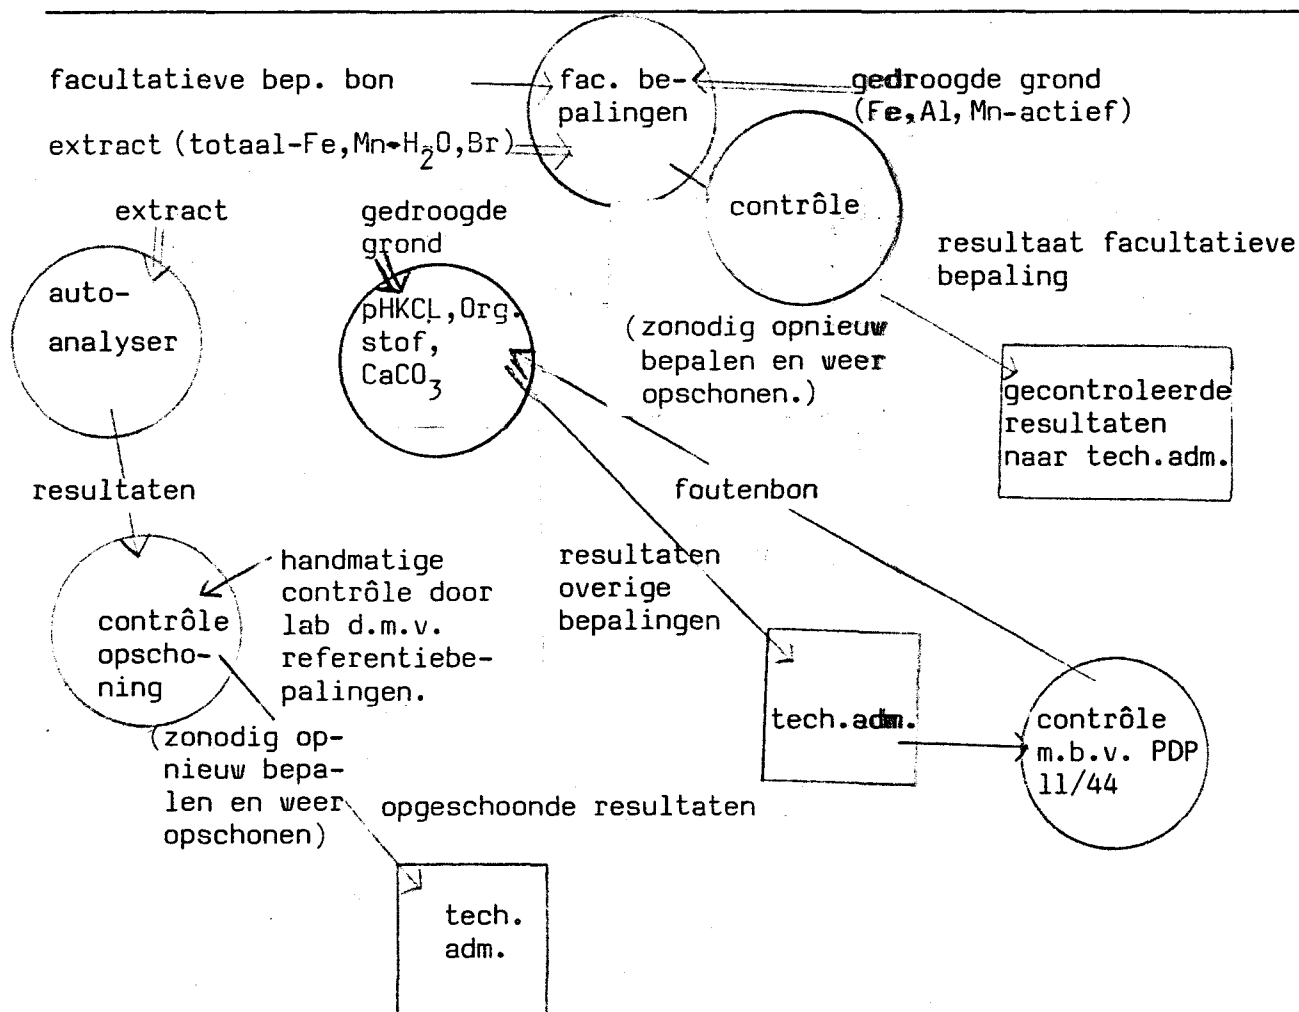 facultatieve bep. bon
fac. be-
palingen
gedroogde grond
(Fe,Al,Mn-actief)
extract (totaal-Fe,Mn-H2O,Br)
contrôle
extract
gedroogde
grond
resultaat facultatieve
bepaling
auto-
analyser
pHKCL,Org.
stof,
CaCO3
(zonodig opnieuw
bepalen en weer
opschonen.)
gecontroleerde
resultaten
naar tech.adm.
resultaten
foutenbon
handmatige
contrôle door
lab d.m.v.
referentiebe-
palingen.
resultaten
overige
bepalingen
contrôle
opscho-
ning
tech.adm.
contrôle
m.b.v. PDP
11/44
(zonodig op-
nieuw bepa-
len en weer
opschonen)
opgeschoonde resultaten
tech.
adm.